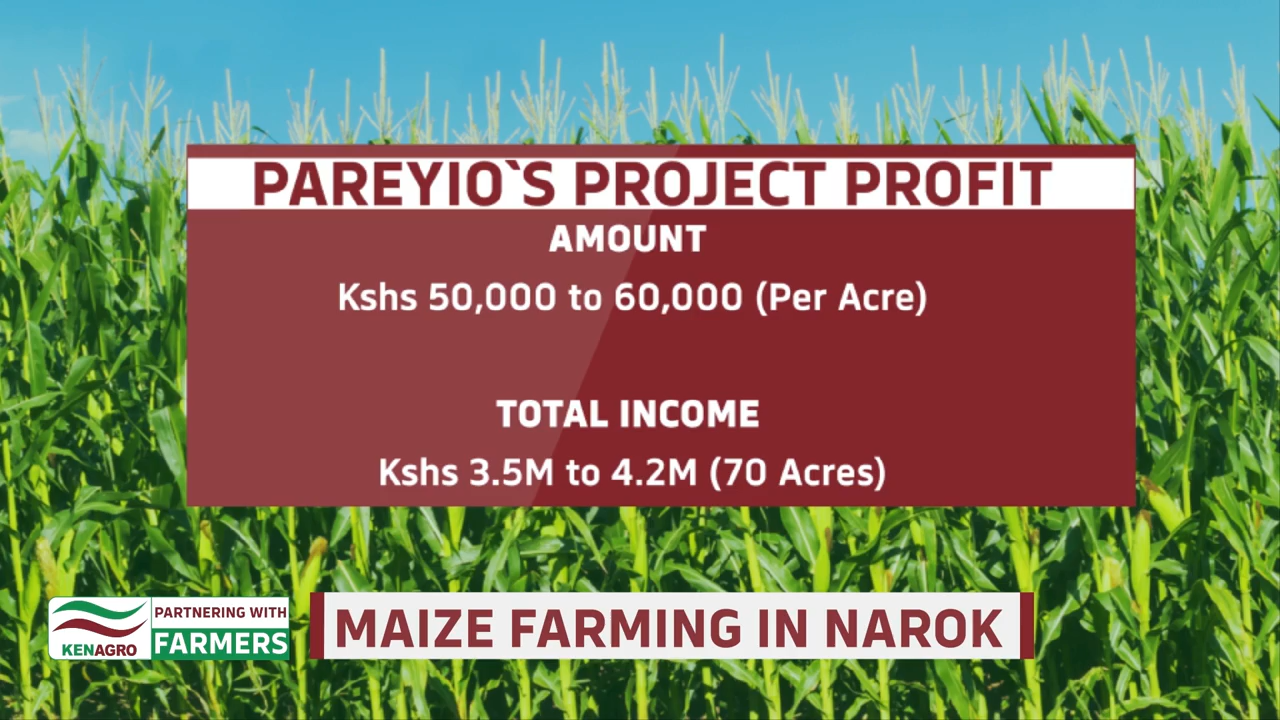 PAREYIO`S PROJECT PROFIT
AMOUNT
Kshs 50,000 to 60,000 (Per Acre)
TOTAL INCOME
Kshs 3.5M to 4.2M (70 Acres)
KENAGRO
PARTNERING WITH
FARMERS
MAIZE FARMING IN NAROK